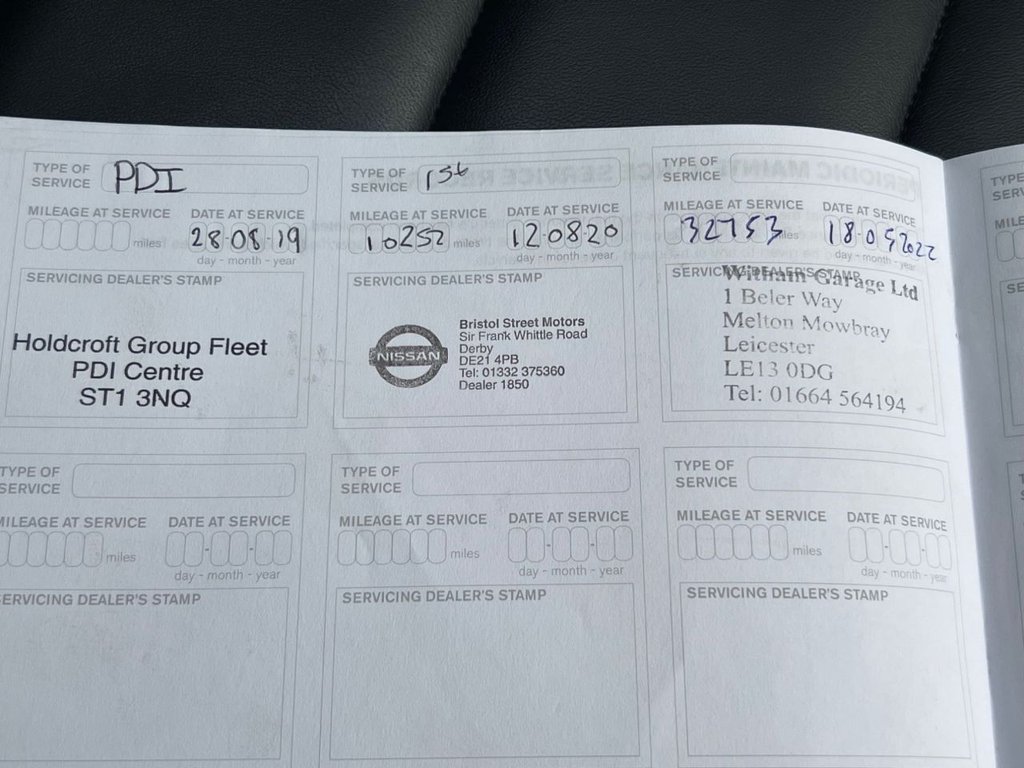 TYPE OF SERVICE PDI
MILEAGE AT SERVICE DATE AT SERVICE
miles 28-08-19
day - month - year
SERVICING DEALER'S STAMP
Holdcroft Group Fleet
PDI Centre
ST1 3NQ
TYPE OF SERVICE 1st
MILEAGE AT SERVICE DATE AT SERVICE
10252 miles 12-08-20
day - month - year
SERVICING DEALER'S STAMP
NISSAN
Bristol Street Motors
Sir Frank Whittle Road
Derby
DE21 4PB
Tel: 01332 375360
Dealer 1850
TYPE OF SERVICE
MILEAGE AT SERVICE DATE AT SERVICE
32753 miles 18-05 2022
day - month - year
SERVICING DEALER'S STAMP
Witham Garage Ltd
1 Beler Way
Melton Mowbray
Leicester
LE13 0DG
Tel: 01664 564194
TYPE OF SERVICE
MILEAGE AT SERVICE DATE AT SERVICE
miles
day - month - year
SERVICING DEALER'S STAMP
TYPE OF SERVICE
MILEAGE AT SERVICE DATE AT SERVICE
miles
day - month - year
SERVICING DEALER'S STAMP
TYPE OF SERVICE
MILEAGE AT SERVICE DATE AT SERVICE
miles
day - month - year
SERVICING DEALER'S STAMP